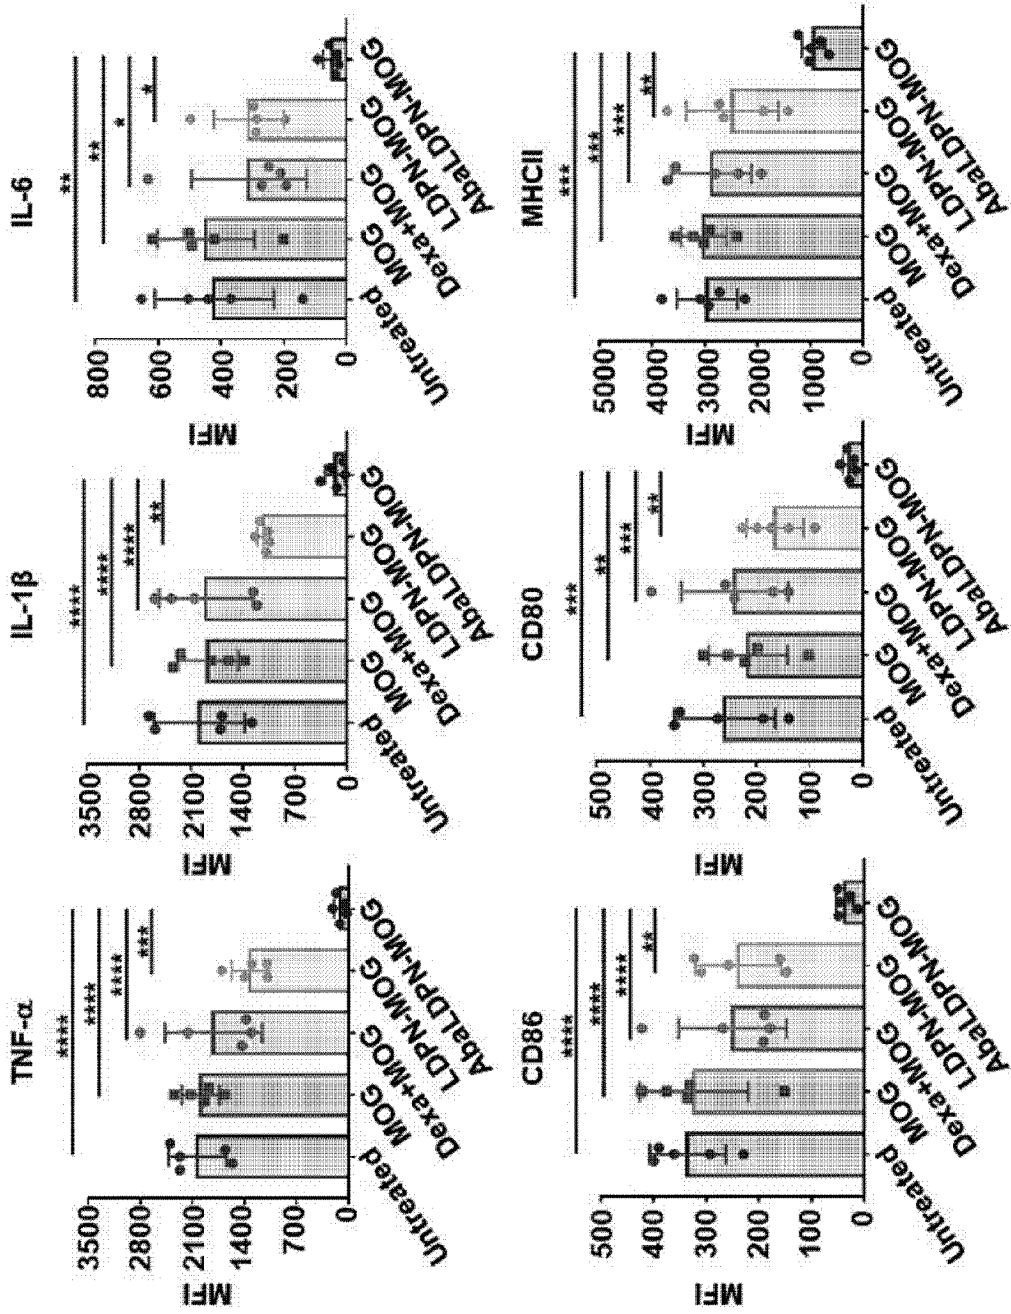 TNF-α
MFI
3500
2800
2100
1400
700
0
****
****
****
***
Untreated
MOG
Dexa+MOG
LDPN-MOG
AbaLDPN-MOG
IL-1β
MFI
3500
2800
2100
1400
700
0
****
****
****
**
Untreated
MOG
Dexa+MOG
LDPN-MOG
AbaLDPN-MOG
IL-6
MFI
800
600
400
200
0
**
**
*
*
Untreated
MOG
Dexa+MOG
LDPN-MOG
AbaLDPN-MOG
CD86
MFI
500
400
300
200
100
0
****
****
****
**
Untreated
MOG
Dexa+MOG
LDPN-MOG
AbaLDPN-MOG
CD80
MFI
500
400
300
200
100
0
***
**
***
**
Untreated
MOG
Dexa+MOG
LDPN-MOG
AbaLDPN-MOG
MHCII
MFI
5000
4000
3000
2000
1000
0
***
***
***
**
Untreated
MOG
Dexa+MOG
LDPN-MOG
AbaLDPN-MOG